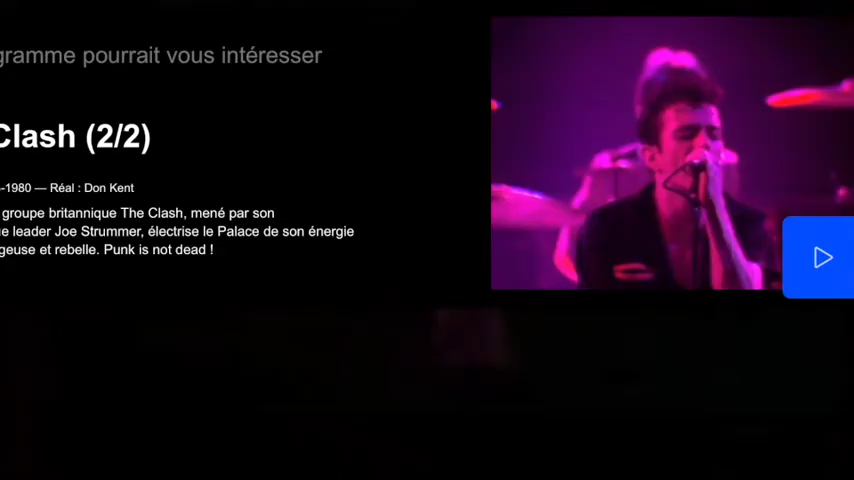 gramme pourrait vous intéresser
Clash (2/2)
-1980 — Réal : Don Kent
groupe britannique The Clash, mené par son
e leader Joe Strummer, électrise le Palace de son énergie
geuse et rebelle. Punk is not dead !